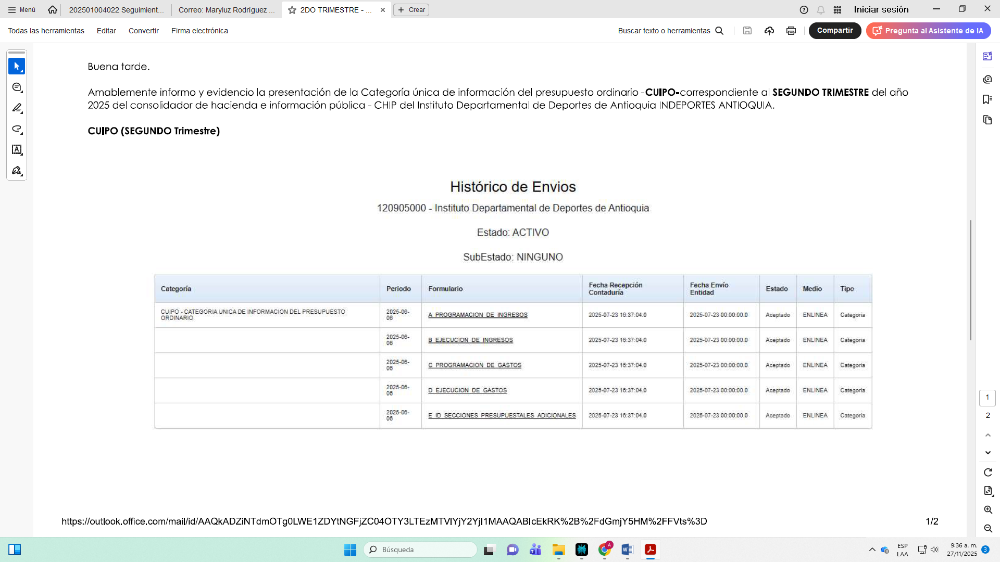 Menú
202501004022 Seguimient...
Correo: Maryluz Rodríguez ...
2DO TRIMESTRE - ...
Crear
Iniciar sesión
Todas las herramientas
Editar
Convertir
Firma electrónica
Buscar texto o herramientas
Compartir
Pregunta al Asistente de IA
Buena tarde.
Amablemente informo y evidencio la presentación de la Categoría única de información del presupuesto ordinario -CUIPO-correspondiente al SEGUNDO TRIMESTRE del año
2025 del consolidador de hacienda e información pública - CHIP del Instituto Departamental de Deportes de Antioquia INDEPORTES ANTIOQUIA.
CUIPO (SEGUNDO Trimestre)
Histórico de Envios
120905000 - Instituto Departamental de Deportes de Antioquia
Estado: ACTIVO
SubEstado: NINGUNO
Categoría Periodo Formulario Fecha Recepción Contaduría Fecha Envío Entidad Estado Medio Tipo
CUIPO - CATEGORIA UNICA DE INFORMACION DEL PRESUPUESTO ORDINARIO 2025-06-06 A_PROGRAMACION_DE_INGRESOS 2025-07-23 16:37:04.0 2025-07-23 00:00:00.0 Aceptado ENLINEA Categoria
2025-06-06 B_EJECUCION_DE_INGRESOS 2025-07-23 16:37:04.0 2025-07-23 00:00:00.0 Aceptado ENLINEA Categoria
2025-06-06 C_PROGRAMACION_DE_GASTOS 2025-07-23 16:37:04.0 2025-07-23 00:00:00.0 Aceptado ENLINEA Categoria
2025-06-06 D_EJECUCION_DE_GASTOS 2025-07-23 16:37:04.0 2025-07-23 00:00:00.0 Aceptado ENLINEA Categoria
2025-06-06 E_ID_SECCIONES_PRESUPUESTALES_ADICIONALES 2025-07-23 16:37:04.0 2025-07-23 00:00:00.0 Aceptado ENLINEA Categoria
1
2
https://outlook.office.com/mail/id/AAQkADZiNTdmOTg0LWE1ZDYtNGFjZC04OTY3LTEzMTVlYjY2YjI1MAAQABIcEkRK%2B%2FdGmjY5HM%2FFVts%3D 1/2
Búsqueda
A
ESP
LAA
9:36 a. m.
27/11/2025
3